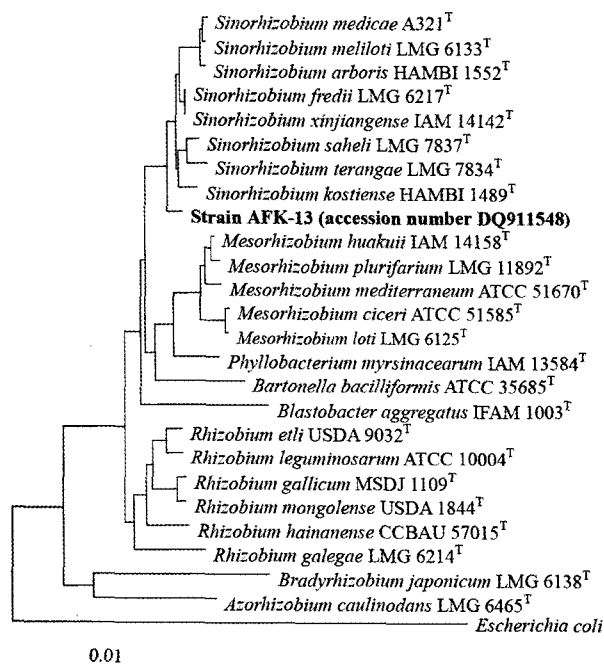 Sinorhizobium medicae A321T
Sinorhizobium meliloti LMG 6133T
Sinorhizobium arboris HAMBI 1552T
Sinorhizobium fredii LMG 6217T
Sinorhizobium xinjiangense IAM 14142T
Sinorhizobium saheli LMG 7837T
Sinorhizobium terangae LMG 7834T
Sinorhizobium kostiense HAMBI 1489T
Strain AFK-13 (accession number DQ911548)
Mesorhizobium huakuii IAM 14158T
Mesorhizobium plurifarium LMG 11892T
Mesorhizobium mediterraneum ATCC 51670T
Mesorhizobium ciceri ATCC 51585T
Mesorhizobium loti LMG 6125T
Phyllobacterium myrsinacearum IAM 13584T
Bartonella bacilliformis ATCC 35685T
Blastobacter aggregatus IFAM 1003T
Rhizobium etli USDA 9032T
Rhizobium leguminosarum ATCC 10004T
Rhizobium gallicum MSDJ 1109T
Rhizobium mongolense USDA 1844T
Rhizobium hainanense CCBAU 57015T
Rhizobium galegae LMG 6214T
Bradyrhizobium japonicum LMG 6138T
Azorhizobium caulinodans LMG 6465T
Escherichia coli
0.01